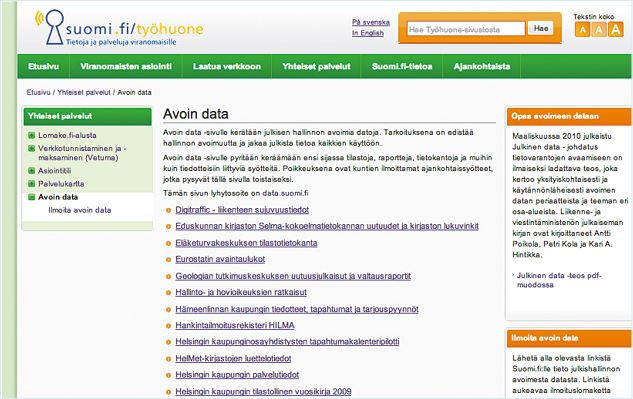 suomi.fi/työhuone
Tietoja ja palveluja viranomaisille
På svenska
In English
Hae Työhuone-sivustosta
Hae
Tekstin koko
A A A
Etusivu Viranomaisten asiointi Laatua verkkoon Yhteiset palvelut Suomi.fi-tietoa Ajankohtaista
Etusivu / Yhteiset palvelut / Avoin data
Yhteiset palvelut
Lomake.fi-alusta
Verkkotunnistaminen ja -
maksaminen (Vetuma)
Asiointitili
Palvelukartta
Avoin data
Ilmoita avoin data
Avoin data
Avoin data -sivulle kerätään julkisen hallinnon avoimia datoja. Tarkoituksena on edistää
hallinnon avoimuutta ja jakaa julkista tietoa kaikkien käyttöön.
Avoin data -sivulle pyritään keräämään ensi sijassa tilastoja, raportteja, tietokantoja ja muihin
kuin tiedotteisiin liittyviä syötteitä. Poikkeuksena ovat kuntien ilmoittamat ajankohtaissyötteet,
jotka pysyvät tällä sivulla toistaiseksi.
Tämän sivun lyhytosoite on data.suomi.fi
Digitraffic - liikenteen sujuvuustiedot
Eduskunnan kirjaston Selma-kokoelmatietokannan uutuudet ja kirjaston lukuvinkit
Eläketurvakeskuksen tilastotietokanta
Eurostatin avaintaulukot
Geologian tutkimuskeskuksen uutuusjulkaisut ja valtausraportit
Hallinto- ja hovioikeuksien ratkaisut
Hämeenlinnan kaupungin tiedotteet, tapahtumat ja tarjouspyynnöt
Hankintailmoitusrekisteri HILMA
Helsingin kaupunginosayhdistysten tapahtumakalenteripilotti
HelMet-kirjastojen luettelotiedot
Helsingin kaupungin palvelutiedot
Helsingin kaupungin tilastollinen vuosikirja 2009
Opas avoimeen dataan
Maaliskuussa 2010 julkaistu
Julkinen data - johdatus
tietovarantojen avaamiseen on
ilmaiseksi ladattava teos, joka
kertoo yksityiskohtaisesti ja
käytännönläheisesti avoimen
datan periaatteista ja teeman eri
osa-alueista. Liikenne- ja
viestintäministeriön julkaiseman
kirjan ovat kirjoittaneet Antti
Poikola, Petri Kola ja Kari A.
Hintikka.
Julkinen data -teos pdf-
muodossa
Ilmoita avoin data
Lähetä alla olevasta linkistä
Suomi.fi:lle tieto julkishallinnon
avoimesta datasta. Linkistä
aukeavaa ilmoituslomaketta